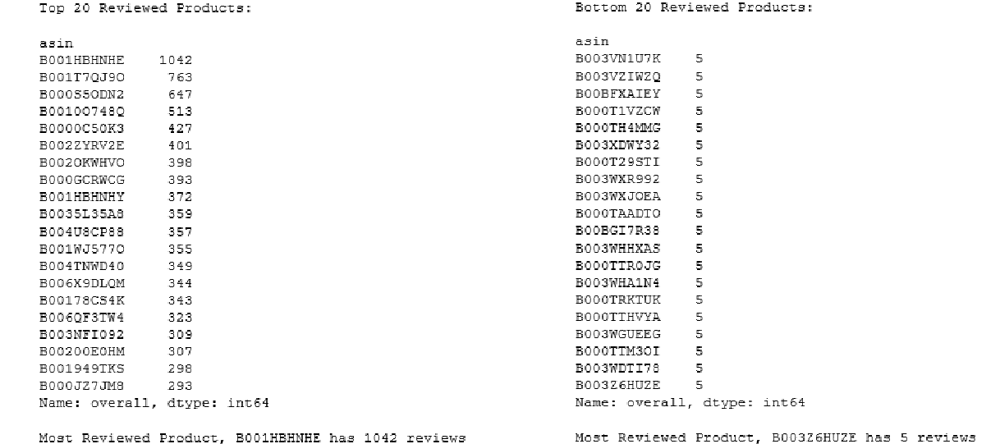 Top 20 Reviewed Products:
asin
B001HBHNHE 1042
B001T7QJ9O 763
B000S5ODN2 647
B0010O748Q 513
B0000C50K3 427
B002ZYRV2E 401
B002OKWHVO 398
B000GCRWCG 393
B001HBHNHY 372
B0035L35A8 359
B004U8CP88 357
B001WJ577O 355
B004TNWD40 349
B006X9DLQM 344
B00178CS4K 343
B006QF3TW4 323
B003NFI092 309
B00200E0HM 307
B001949TKS 298
B000JZ7JM8 293
Name: overall, dtype: int64
Most Reviewed Product, B001HBHNHE has 1042 reviews
Bottom 20 Reviewed Products:
asin
B003VN1U7K 5
B003VZIWZQ 5
B00BFXAIEY 5
B000T1VZCW 5
B000TH4MMG 5
B003XDWY32 5
B000T29STI 5
B003WXR992 5
B003WXJOEA 5
B000TAADTO 5
B00BGI7R38 5
B003WHHXAS 5
B000TTR0JG 5
B003WHA1N4 5
B000TRKTUK 5
B000TTHVYA 5
B003WGUEEG 5
B000TTM3OI 5
B003WDTI78 5
B003Z6HUZE 5
Name: overall, dtype: int64
Most Reviewed Product, B003Z6HUZE has 5 reviews